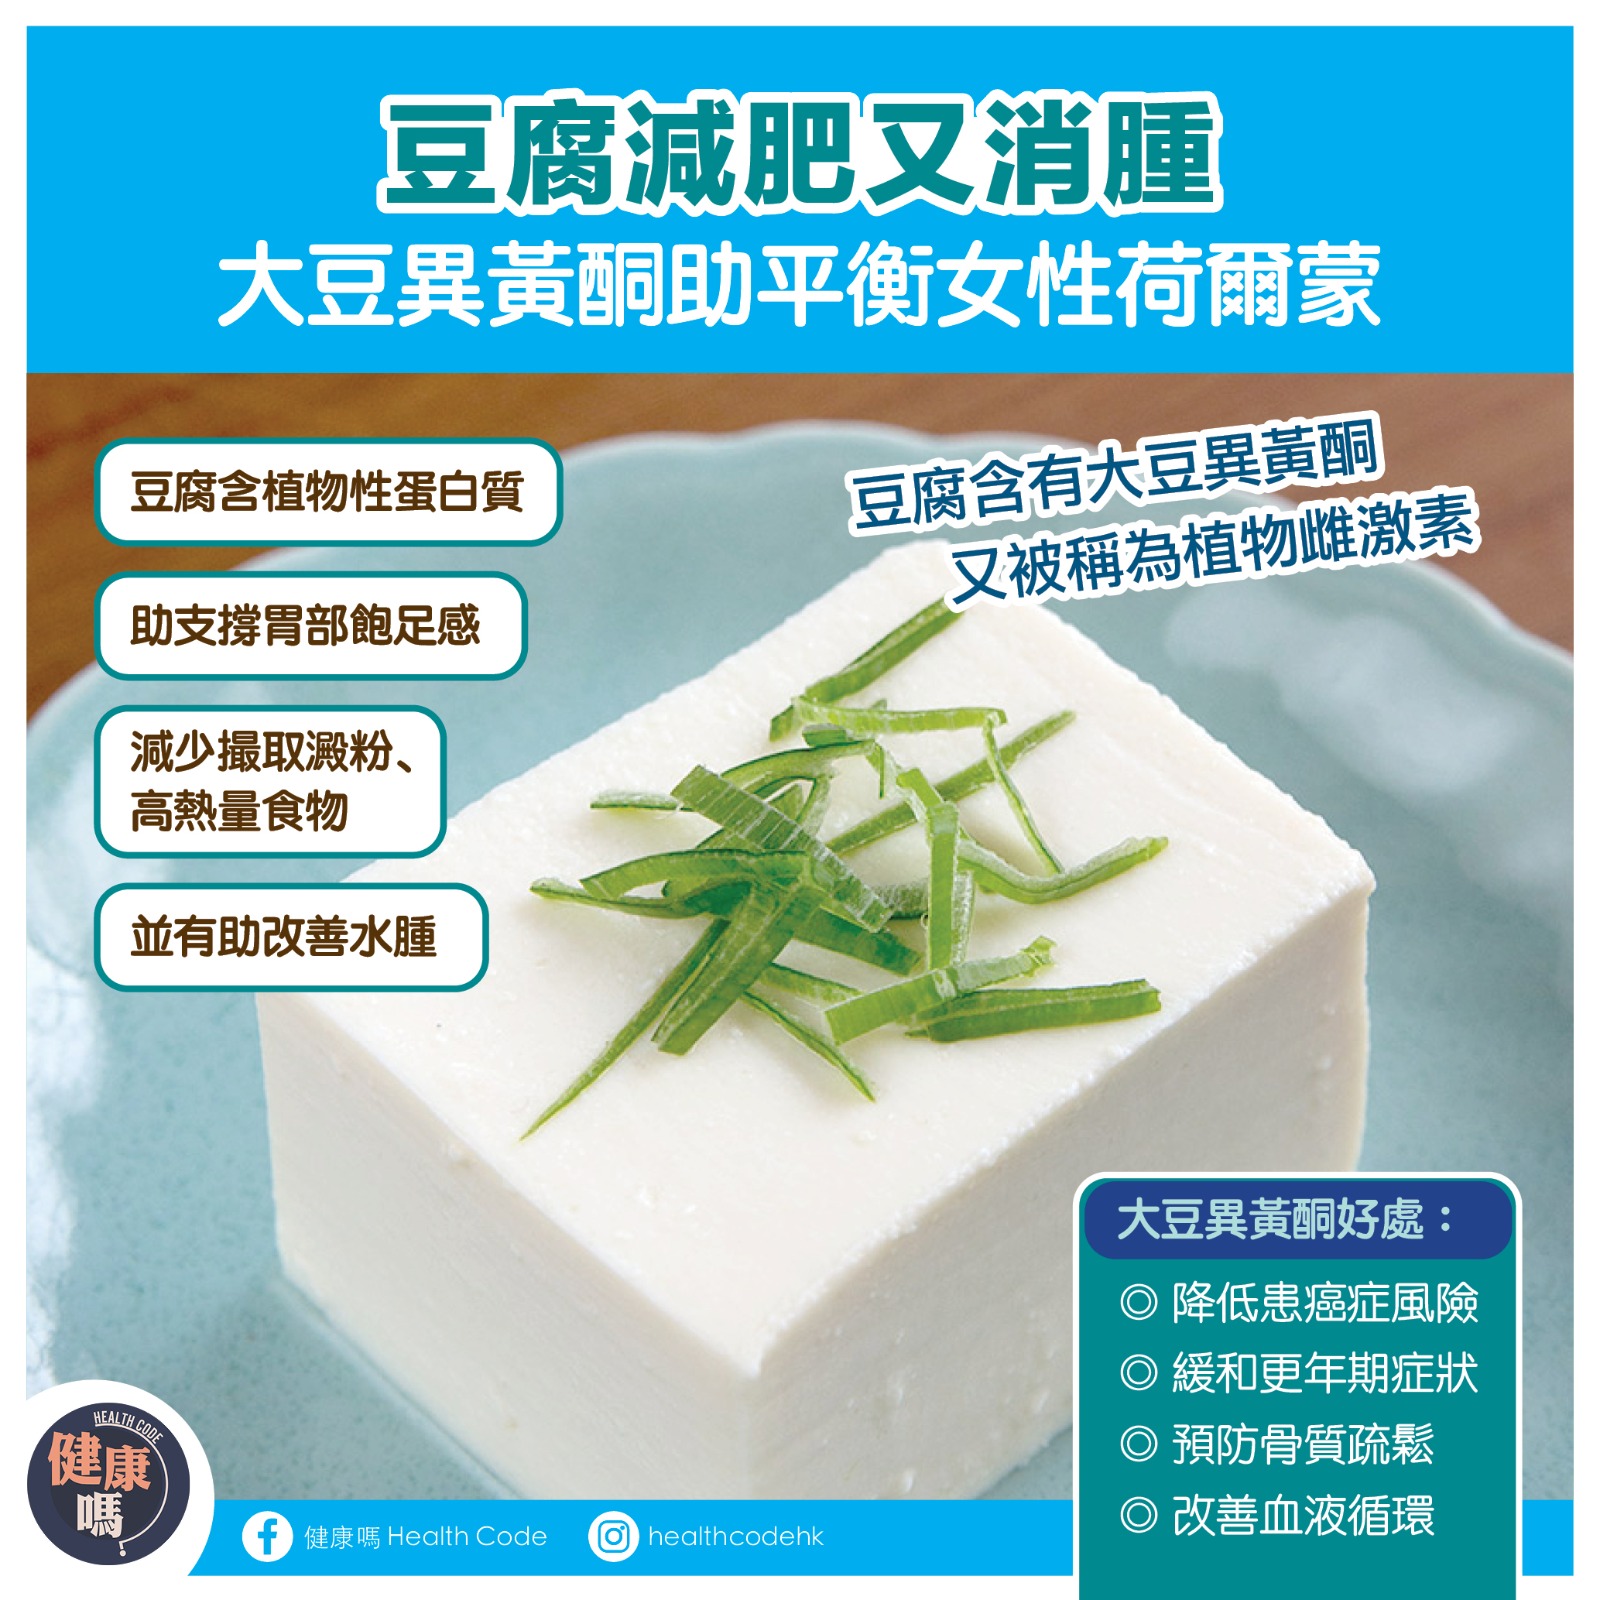 豆腐減肥又消腫
大豆異黃酮助平衡女性荷爾蒙
豆腐含有大豆異黃酮
又被稱為植物雌激素
豆腐含植物性蛋白質
助支撐胃部飽足感
減少撮取澱粉、
高熱量食物
並有助改善水腫
大豆異黃酮好處：
◎ 降低患癌症風險
◎ 緩和更年期症狀
◎ 預防骨質疏鬆
◎ 改善血液循環
HEALTH CODE
健康
嗎?
健康嗎 Health Code
healthcodehk